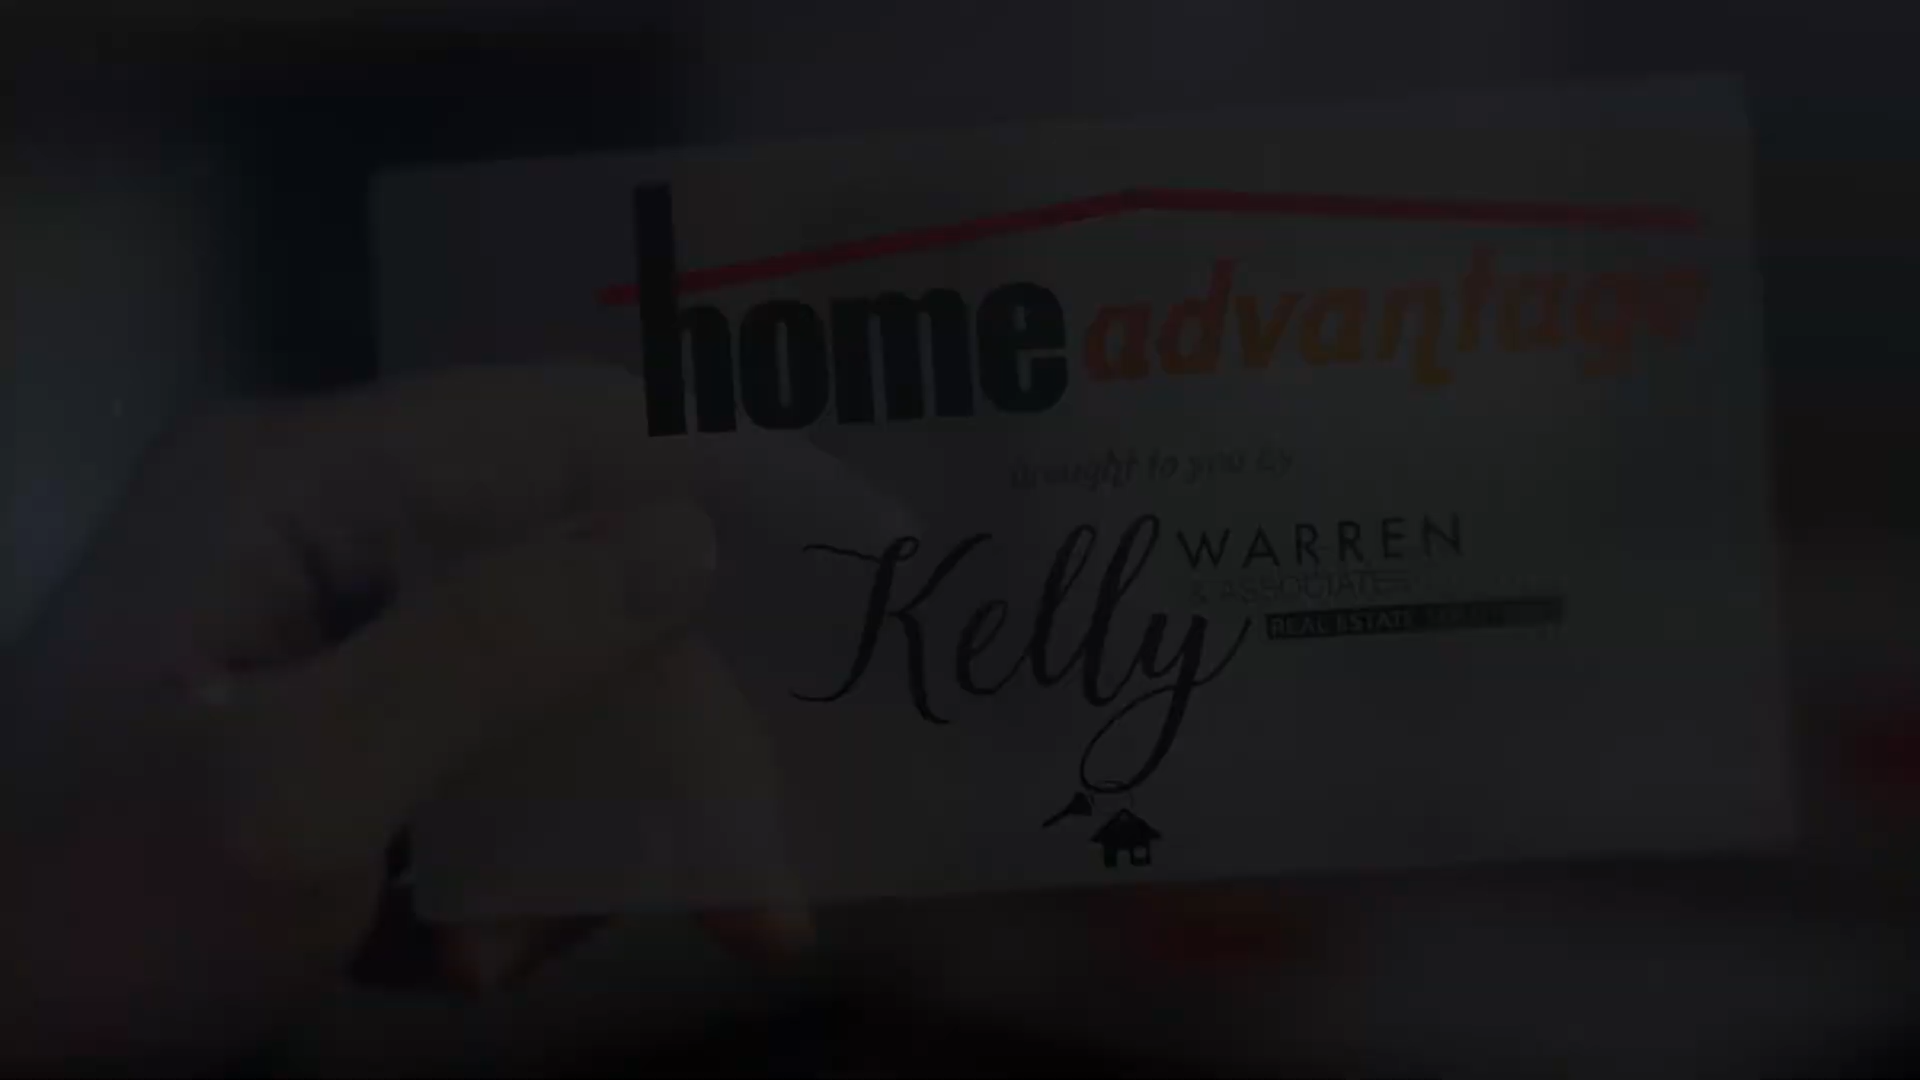 home advantage
brought to you by
Kelly WARREN
& ASSOCIATES
REAL ESTATE